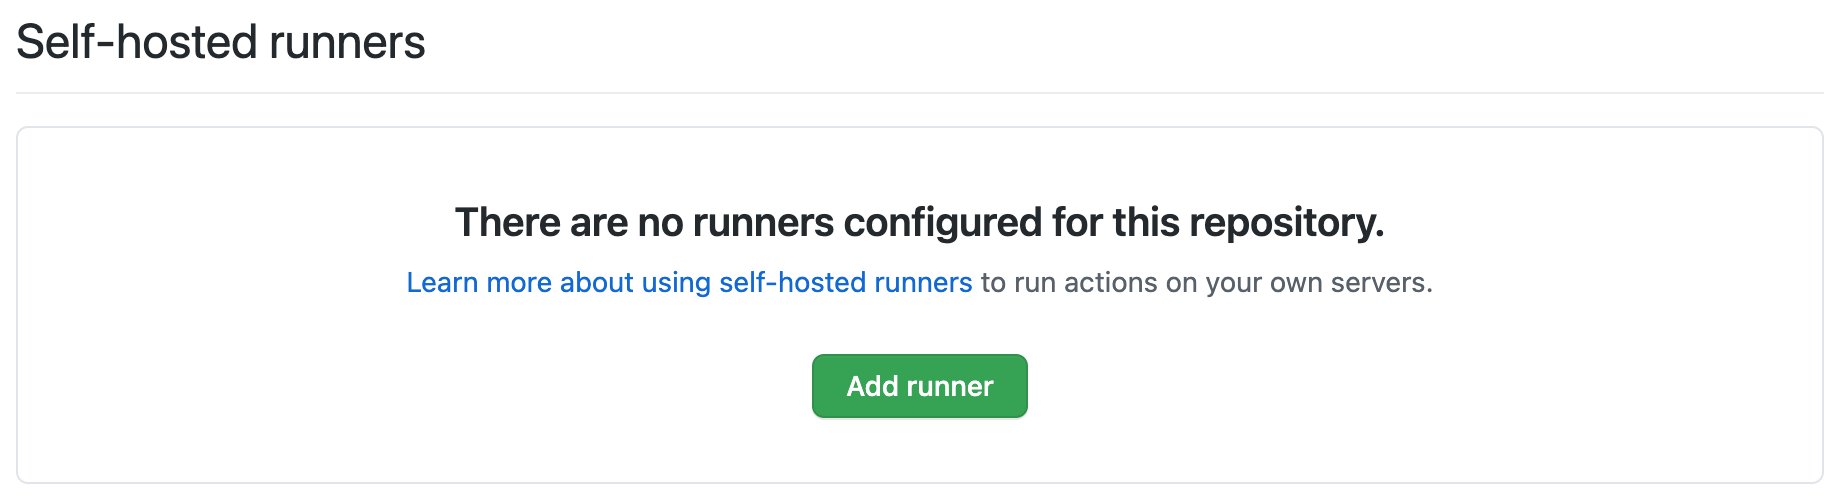 Self-hosted runners
There are no runners configured for this repository.
Learn more about using self-hosted runners to run actions on your own servers.
Add runner